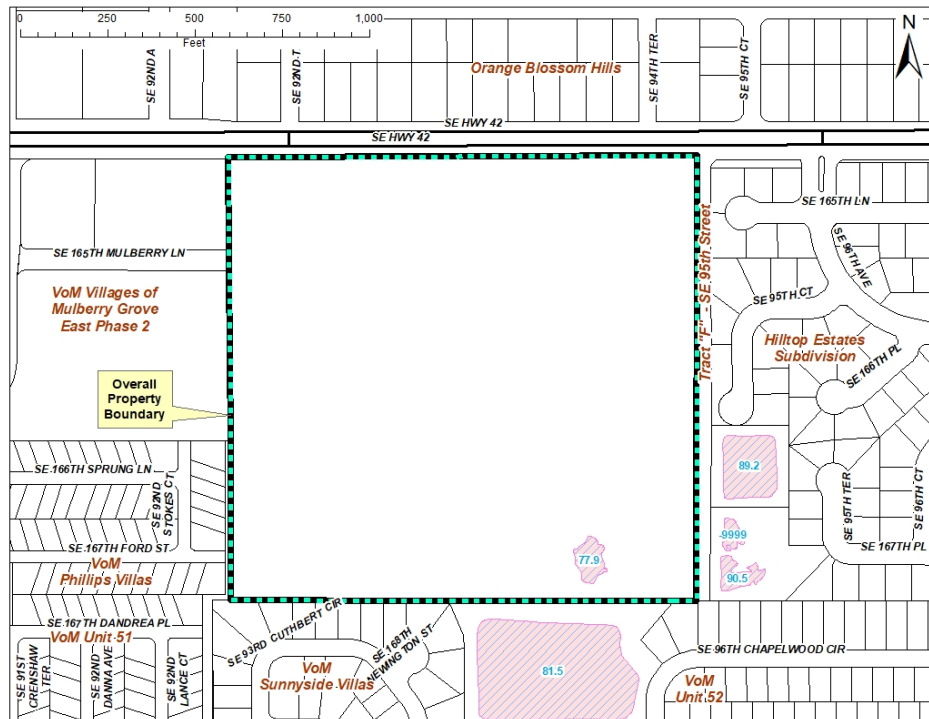 0 250 500 750 1,000
Feet
N
SE 92ND A
SE 92ND T
Orange Blossom Hills
SE 94TH TER
SE 95TH CT
SE HWY 42
SE HWY 42
SE 165TH LN
SE 96TH AVE
SE 165TH MULBERRY LN
Tract "F" - SE 95th Street
VoM Villages of
Mulberry Grove
East Phase 2
SE 95TH CT
Hilltop Estates
Subdivision
SE 166TH PL
Overall
Property
Boundary
SE 166TH SPRUNG LN
SE 92ND
STOKES CT
89.2
SE 95TH TER
SE 96TH CT
-9999
SE 167TH FORD ST
SE 167TH PL
77.9
VoM
Phillips Villas
90.5
SE 167TH DANDREA PL
SE 93RD CUTHBERT CIR
VoM Unit 51
SE 168TH
NEWINGTON ST
SE 96TH CHAPELWOOD CIR
SE 91ST
CRENSHAW
TER
SE 92ND
DANNA AVE
SE 92ND
LANCE CT
VoM
Sunnyside Villas
81.5
VoM
Unit 52